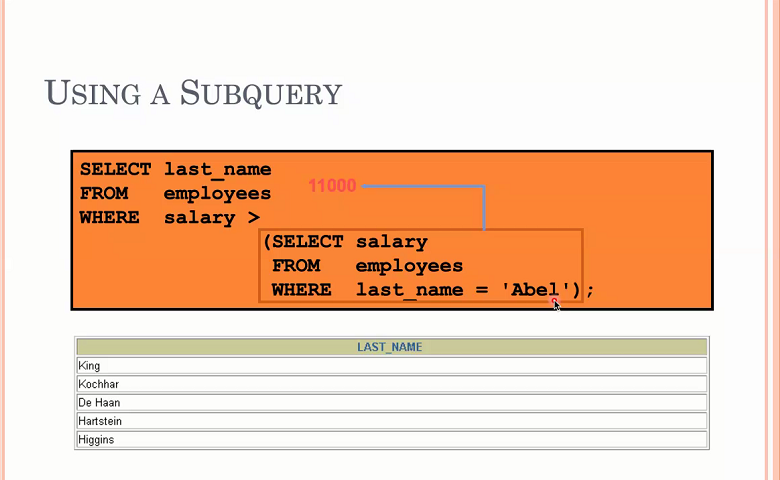 USING A SUBQUERY
SELECT last_name
FROM employees 11000
WHERE salary >
(SELECT salary
FROM employees
WHERE last_name = 'Abel');
LAST_NAME
King
Kochhar
De Haan
Hartstein
Higgins